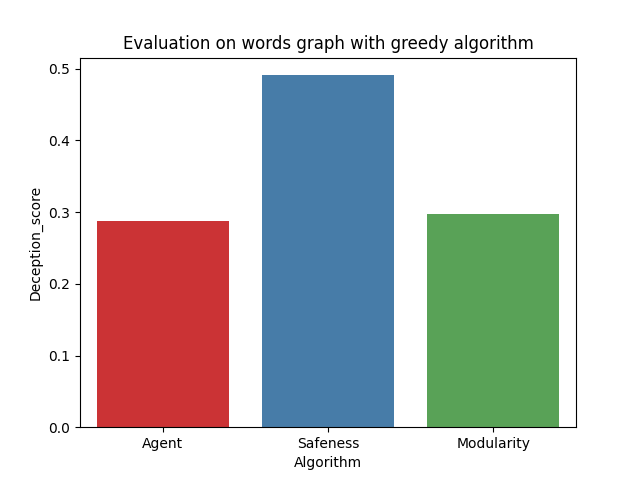 Evaluation on words graph with greedy algorithm
Deception_score
0.5
0.4
0.3
0.2
0.1
0.0
Agent
Safeness
Modularity
Algorithm